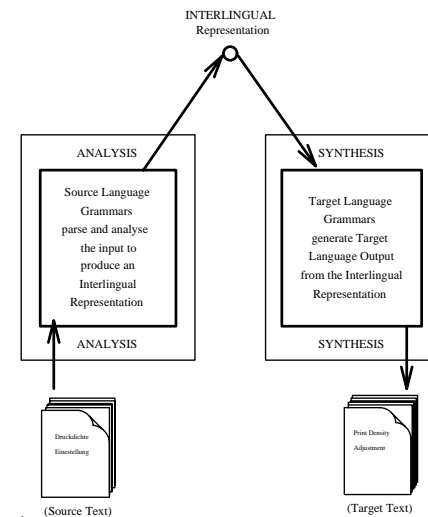 INTERLINGUAL
Representation
ANALYSIS
Source Language
Grammars
parse and analyse
the input to
produce an
Interlingual
Representation
ANALYSIS
SYNTHESIS
Target Language
Grammars
generate Target
Language Output
from the Interlingual
Representation
SYNTHESIS
Druckdichte
Einestellung
(Source Text)
Print Density
Adjustment
(Target Text)